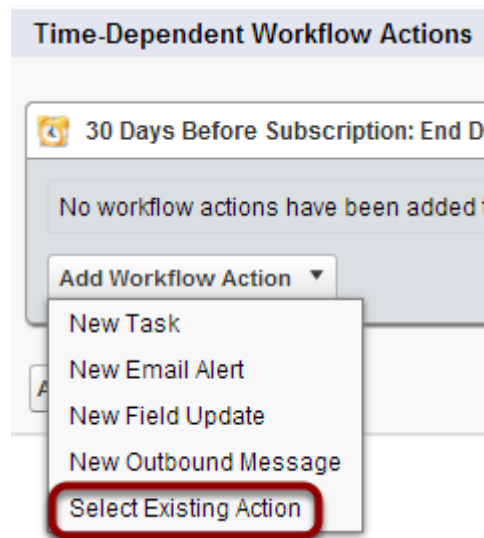 Time-Dependent Workflow Actions
30 Days Before Subscription: End D
No workflow actions have been added
Add Workflow Action
New Task
New Email Alert
New Field Update
New Outbound Message
Select Existing Action